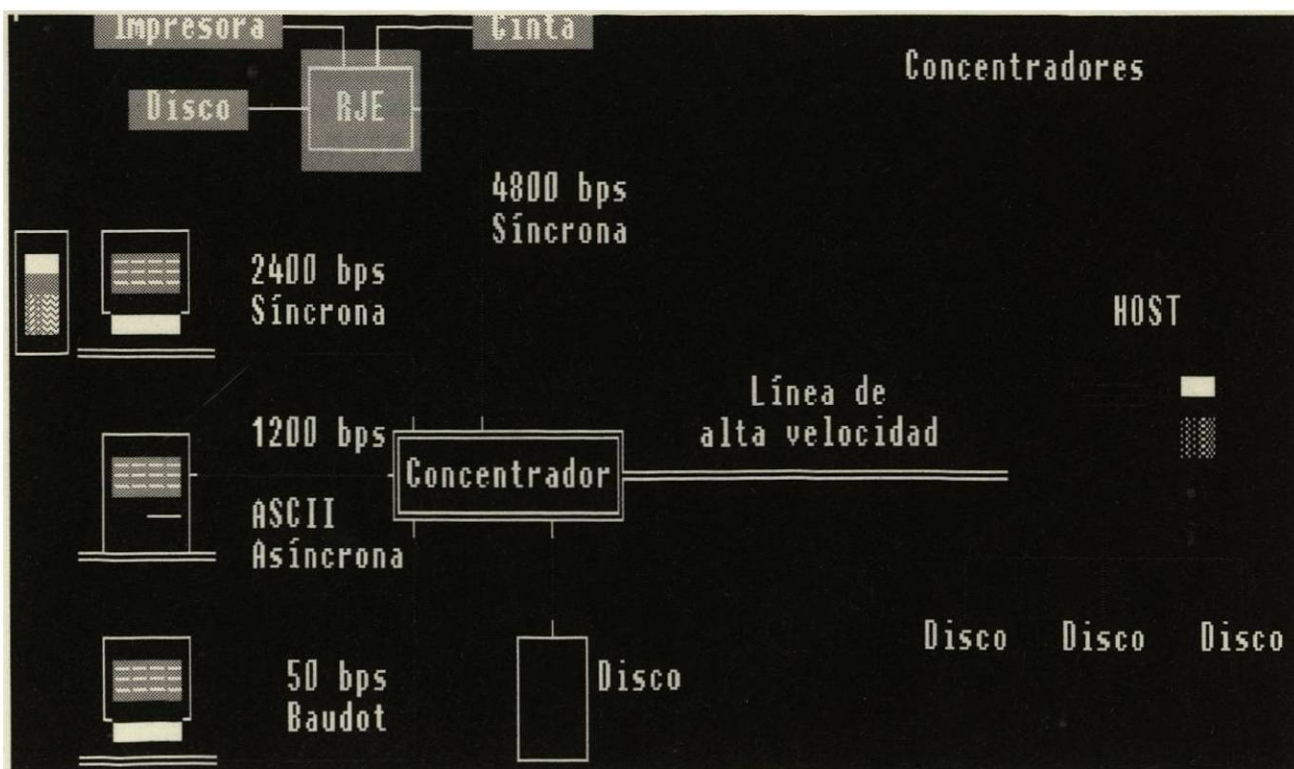 Impresora
Cinta
Concentradores
Disco
RJE
4800 bps
Síncrona
2400 bps
Síncrona
HOST
Línea de
alta velocidad
1200 bps
Concentrador
ASCII
Asíncrona
Disco Disco Disco
50 bps
Baudot
Disco